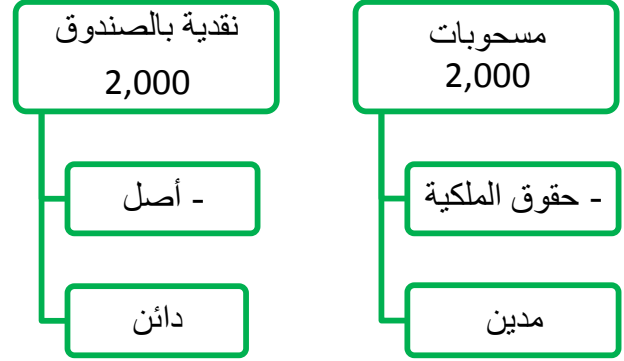 مسحوبات
2,000
- حقوق الملكية
مدين
نقدية بالصندوق
2,000
- أصل
دائن